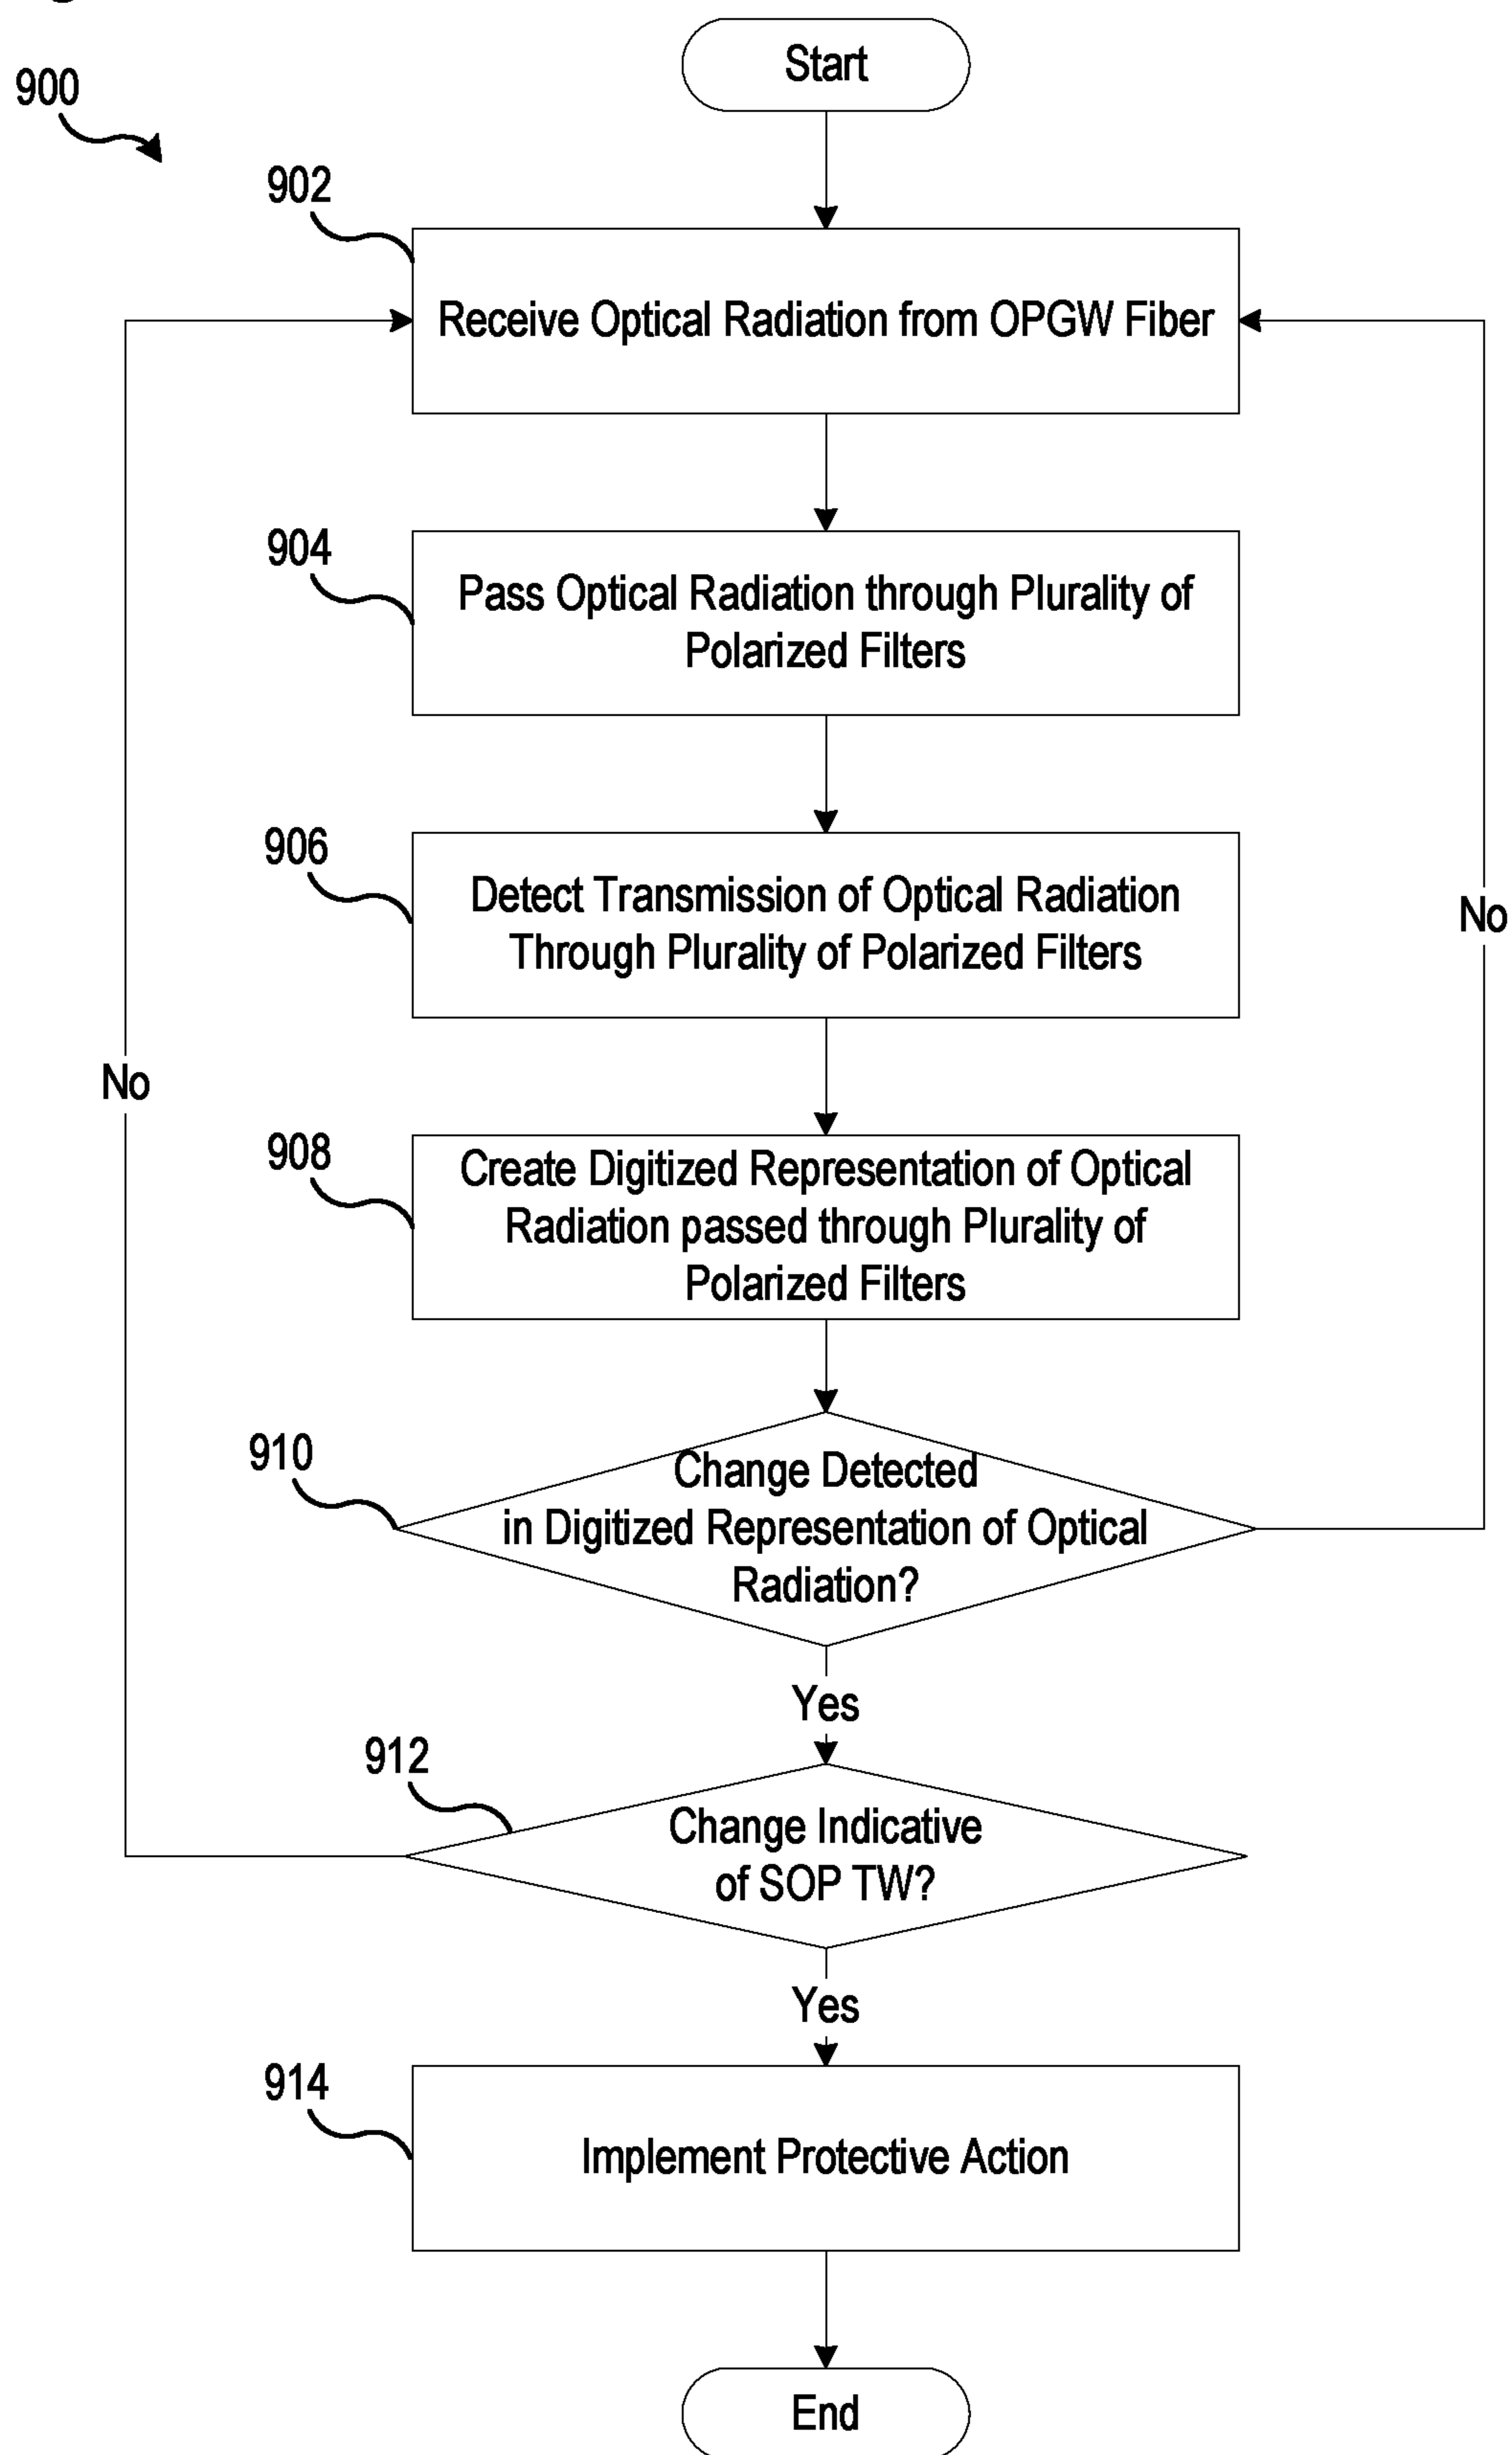 Start
900
902
Receive Optical Radiation from OPGW Fiber
904
Pass Optical Radiation through Plurality of
Polarized Filters
906
Detect Transmission of Optical Radiation
Through Plurality of Polarized Filters
No
No
908
Create Digitized Representation of Optical
Radiation passed through Plurality of
Polarized Filters
910
Change Detected
in Digitized Representation of Optical
Radiation?
Yes
912
Change Indicative
of SOP TW?
Yes
914
Implement Protective Action
End